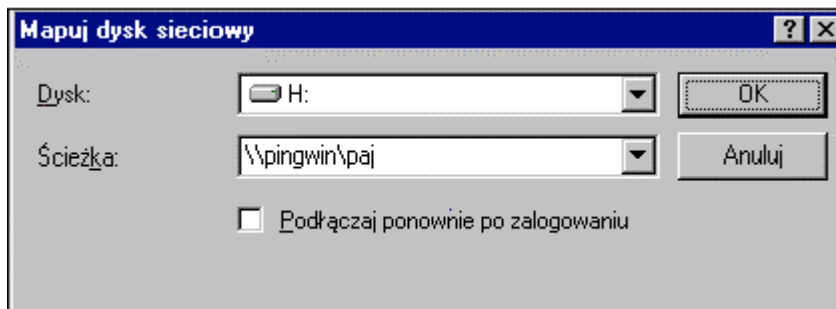 Mapuj dysk sieciowy
Dysk: H: OK
Ścieżka: \\pingwin\paj Anuluj
Podłączaj ponownie po zalogowaniu